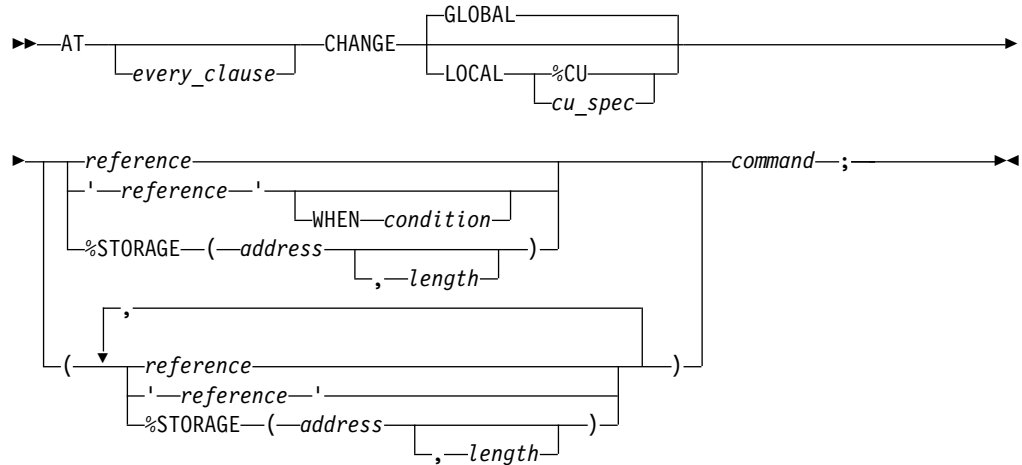 GLOBAL
AT CHANGE
every_clause LOCAL %CU
cu_spec
reference command ;
' reference '
WHEN condition
%STORAGE ( address )
, length
,
( reference )
' reference '
%STORAGE ( address )
, length